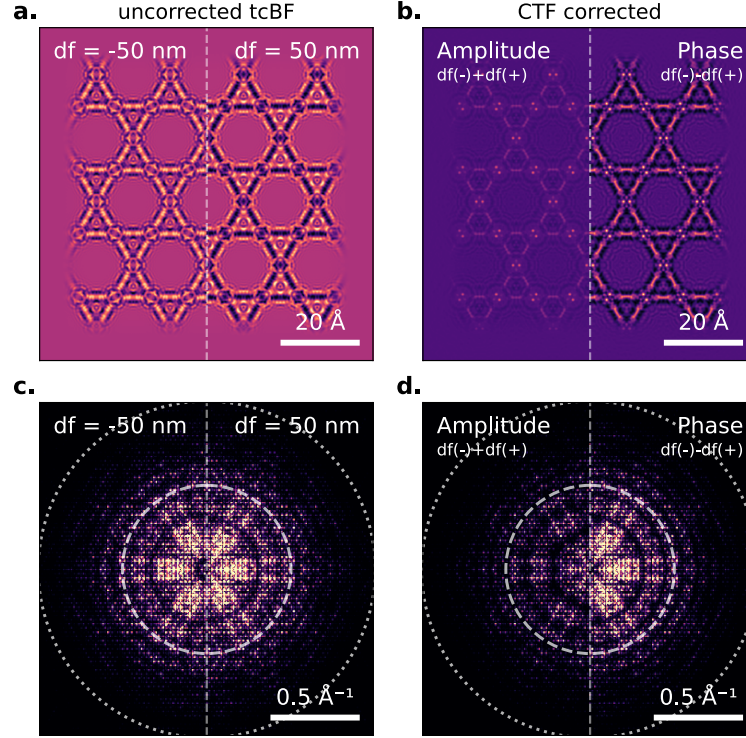 a.
uncorrected tcBF
df = -50 nm
df = 50 nm
20 Å
b.
CTF corrected
Amplitude
df(-)+df(+)
Phase
df(-)-df(+)
20 Å
c.
df = -50 nm
df = 50 nm
0.5 Å⁻¹
d.
Amplitude
df(-)+df(+)
Phase
df(-)-df(+)
0.5 Å⁻¹